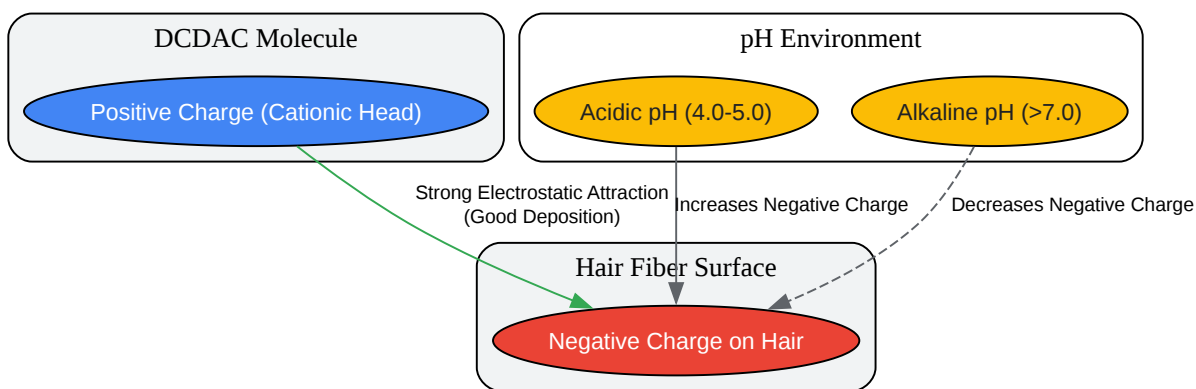 DCDAC Molecule
pH Environment
Positive Charge (Cationic Head)
Acidic pH (4.0-5.0)
Alkaline pH (>7.0)
Strong Electrostatic Attraction
(Good Deposition)
Increases Negative Charge
Decreases Negative Charge
Hair Fiber Surface
Negative Charge on Hair